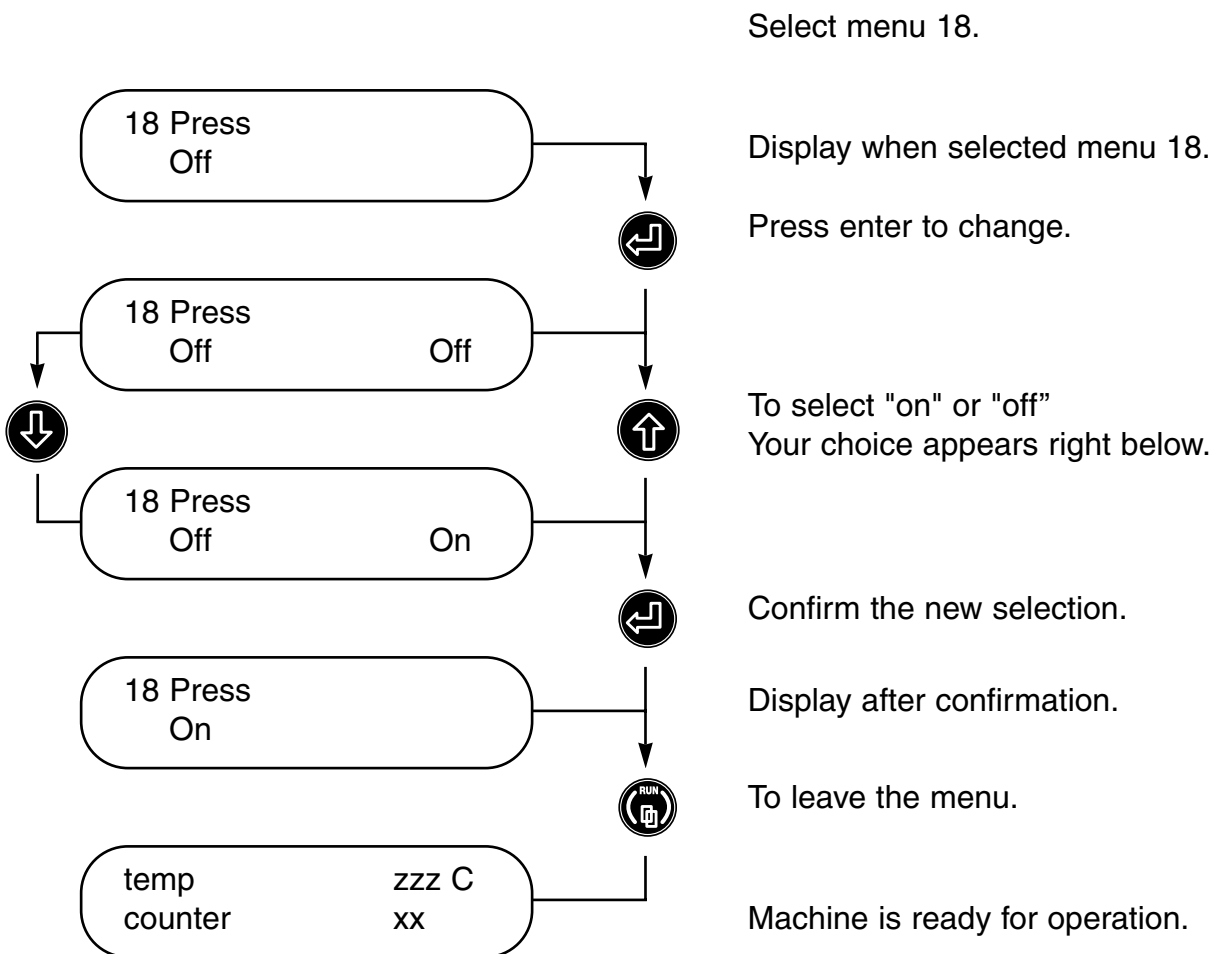 Select menu 18.
18 Press
Off
Display when selected menu 18.
Press enter to change.
18 Press
Off Off
To select "on" or "off”
Your choice appears right below.
18 Press
Off On
Confirm the new selection.
18 Press
On
Display after confirmation.
RUN
To leave the menu.
temp zzz C
counter xx
Machine is ready for operation.